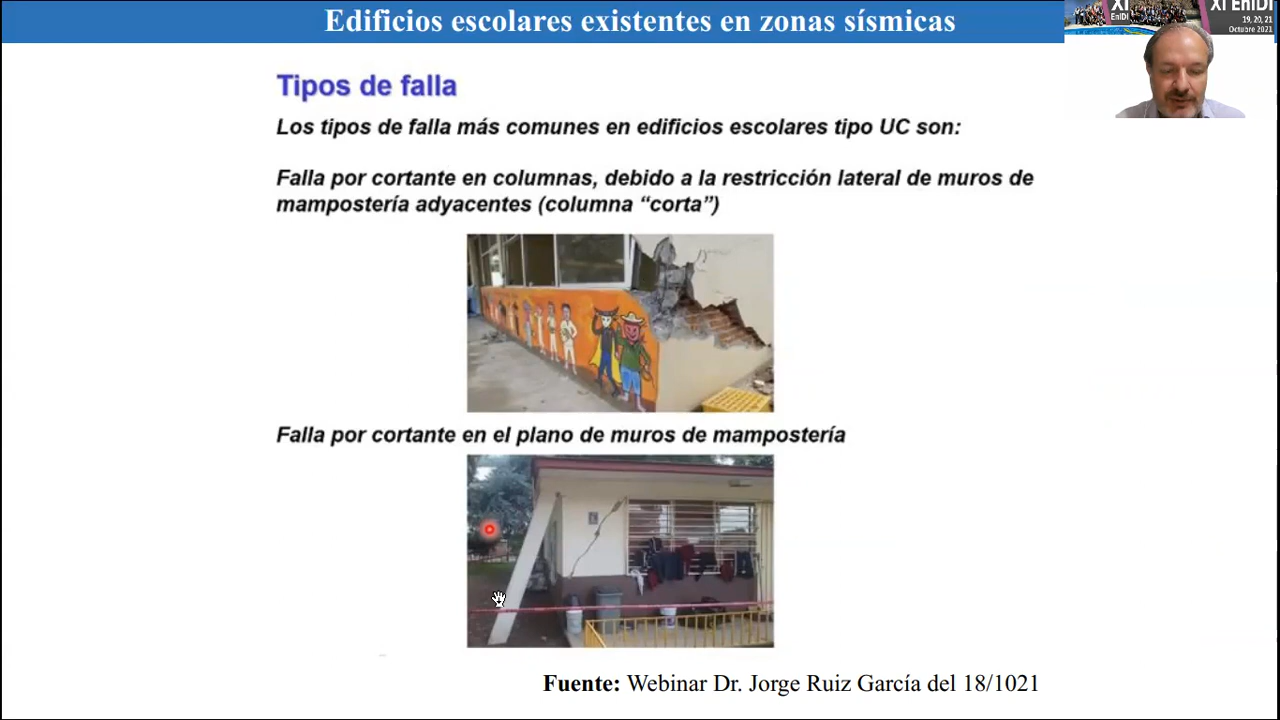 Edificios escolares existentes en zonas sísmicas
XI
EnIDI
XI EnIDI
19, 20, 21
Octubre 2021
Tipos de falla
Los tipos de falla más comunes en edificios escolares tipo UC son:
Falla por cortante en columnas, debido a la restricción lateral de muros de
mampostería adyacentes (columna “corta”)
Falla por cortante en el plano de muros de mampostería
Fuente: Webinar Dr. Jorge Ruiz García del 18/1021